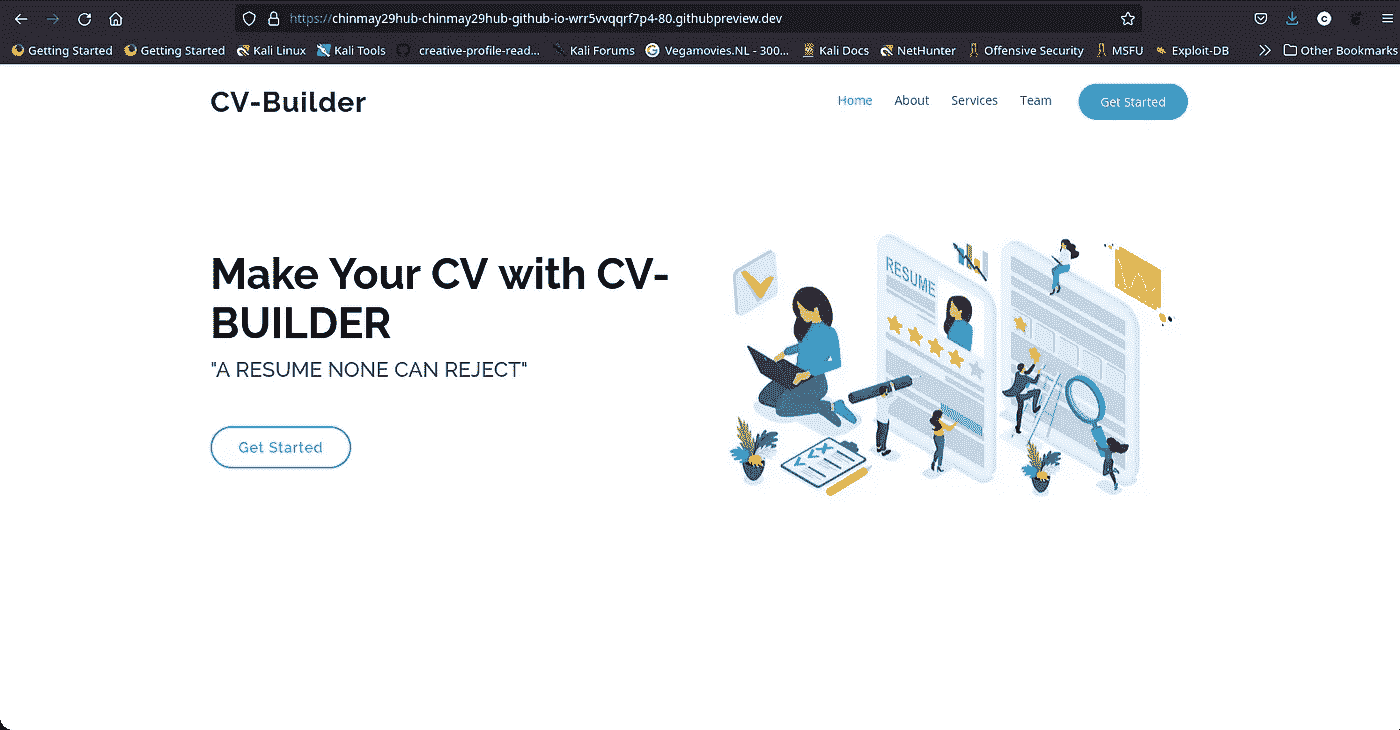 https://chinmay29hub-chinmay29hub-github-io-wrr5vvqqrf7p4-80.githubpreview.dev
Getting Started Getting Started Kali Linux Kali Tools creative-profile-read... Kali Forums Vegamovies.NL - 300... Kali Docs NetHunter Offensive Security MSFU Exploit-DB Other Bookmarks
CV-Builder
Home About Services Team Get Started
Make Your CV with CV-
BUILDER
"A RESUME NONE CAN REJECT"
Get Started
RESUME